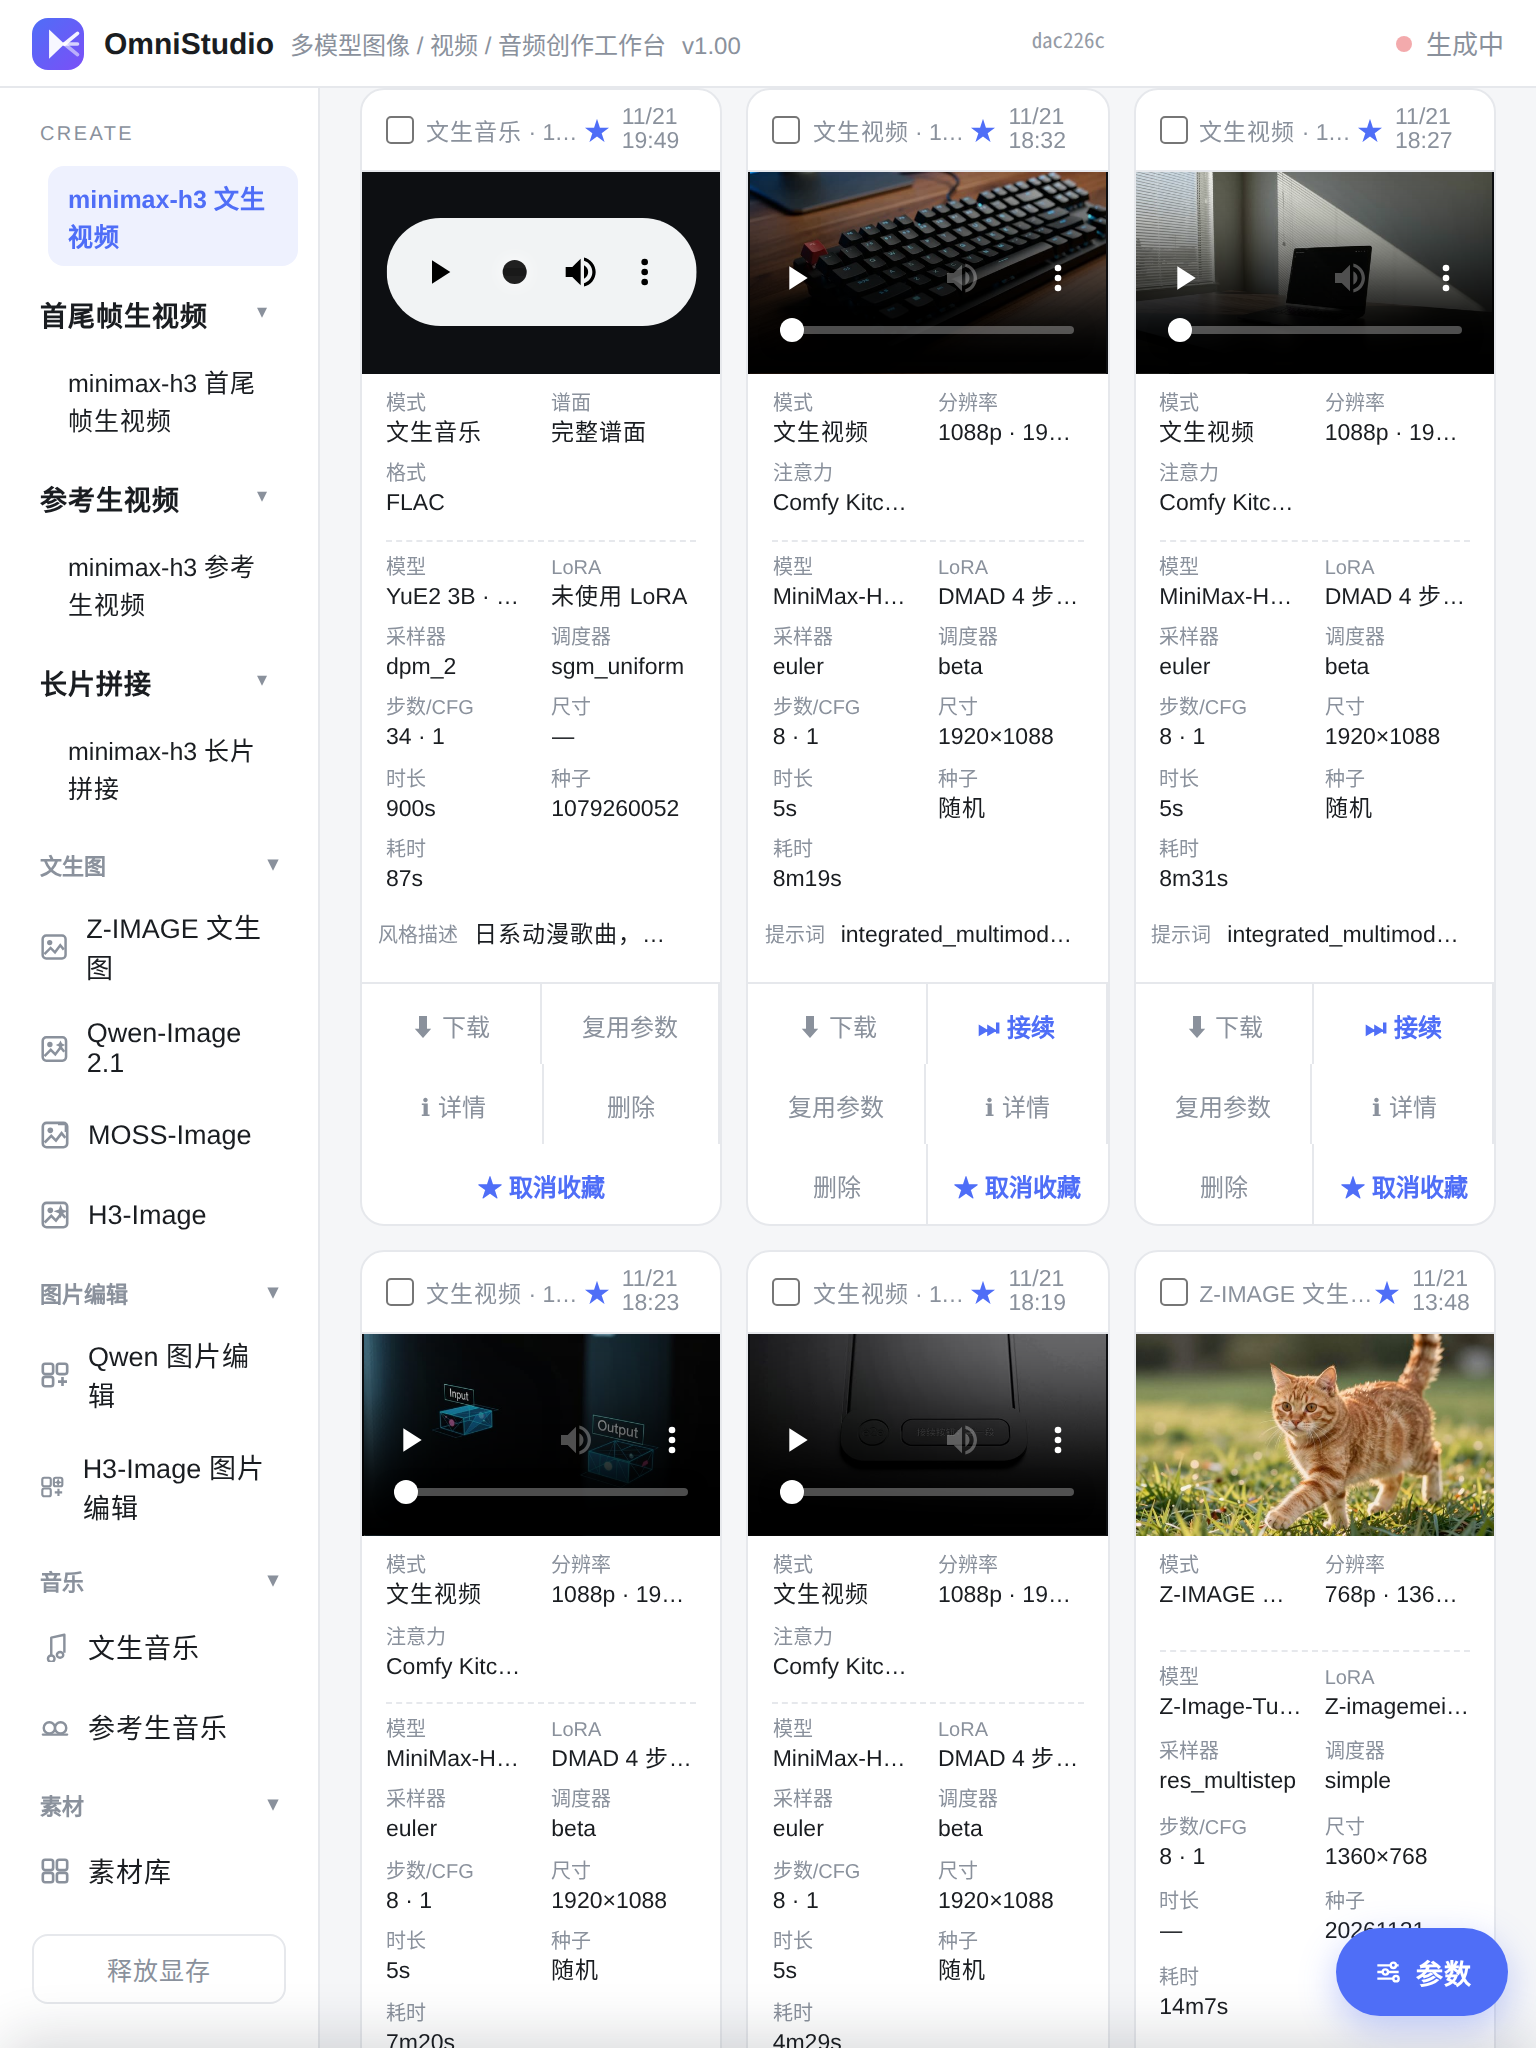 OmniStudio 多模型图像 / 视频 / 音频创作工作台 v1.00
dac226c
生成中
CREATE
minimax-h3 文生
视频
首尾帧生视频 ▼
minimax-h3 首尾
帧生视频
参考生视频 ▼
minimax-h3 参考
生视频
长片拼接 ▼
minimax-h3 长片
拼接
文生图 ▼
Z-IMAGE 文生
图
Qwen-Image
2.1
MOSS-Image
H3-Image
图片编辑 ▼
Qwen 图片编
辑
H3-Image 图片
编辑
音乐 ▼
文生音乐
参考生音乐
素材 ▼
素材库
释放显存
文生音乐 · 1… ★ 11/21
19:49
模式 谱面
文生音乐 完整谱面
格式
FLAC
模型 LoRA
YuE2 3B · … 未使用 LoRA
采样器 调度器
dpm_2 sgm_uniform
步数/CFG 尺寸
34 · 1 —
时长 种子
900s 1079260052
耗时
87s
风格描述 日系动漫歌曲，…
⬇ 下载 复用参数
ℹ 详情 删除
★ 取消收藏
文生视频 · 1… ★ 11/21
18:32
模式 分辨率
文生视频 1088p · 19…
注意力
Comfy Kitc…
模型 LoRA
MiniMax-H… DMAD 4 步…
采样器 调度器
euler beta
步数/CFG 尺寸
8 · 1 1920×1088
时长 种子
5s 随机
耗时
8m19s
提示词 integrated_multimod…
⬇ 下载 ⏭ 接续
复用参数 ℹ 详情
删除 ★ 取消收藏
文生视频 · 1… ★ 11/21
18:27
模式 分辨率
文生视频 1088p · 19…
注意力
Comfy Kitc…
模型 LoRA
MiniMax-H… DMAD 4 步…
采样器 调度器
euler beta
步数/CFG 尺寸
8 · 1 1920×1088
时长 种子
5s 随机
耗时
8m31s
提示词 integrated_multimod…
⬇ 下载 ⏭ 接续
复用参数 ℹ 详情
删除 ★ 取消收藏
文生视频 · 1… ★ 11/21
18:23
Input
Output
模式 分辨率
文生视频 1088p · 19…
注意力
Comfy Kitc…
模型 LoRA
MiniMax-H… DMAD 4 步…
采样器 调度器
euler beta
步数/CFG 尺寸
8 · 1 1920×1088
时长 种子
5s 随机
耗时
7m20s
文生视频 · 1… ★ 11/21
18:19
模式 分辨率
文生视频 1088p · 19…
注意力
Comfy Kitc…
模型 LoRA
MiniMax-H… DMAD 4 步…
采样器 调度器
euler beta
步数/CFG 尺寸
8 · 1 1920×1088
时长 种子
5s 随机
耗时
4m29s
Z-IMAGE 文生… ★ 11/21
13:48
模式 分辨率
Z-IMAGE … 768p · 136…
模型 LoRA
Z-Image-Tu… Z-imagemei…
采样器 调度器
res_multistep simple
步数/CFG 尺寸
8 · 1 1360×768
时长 种子
— 20261121
耗时
14m7s
参数